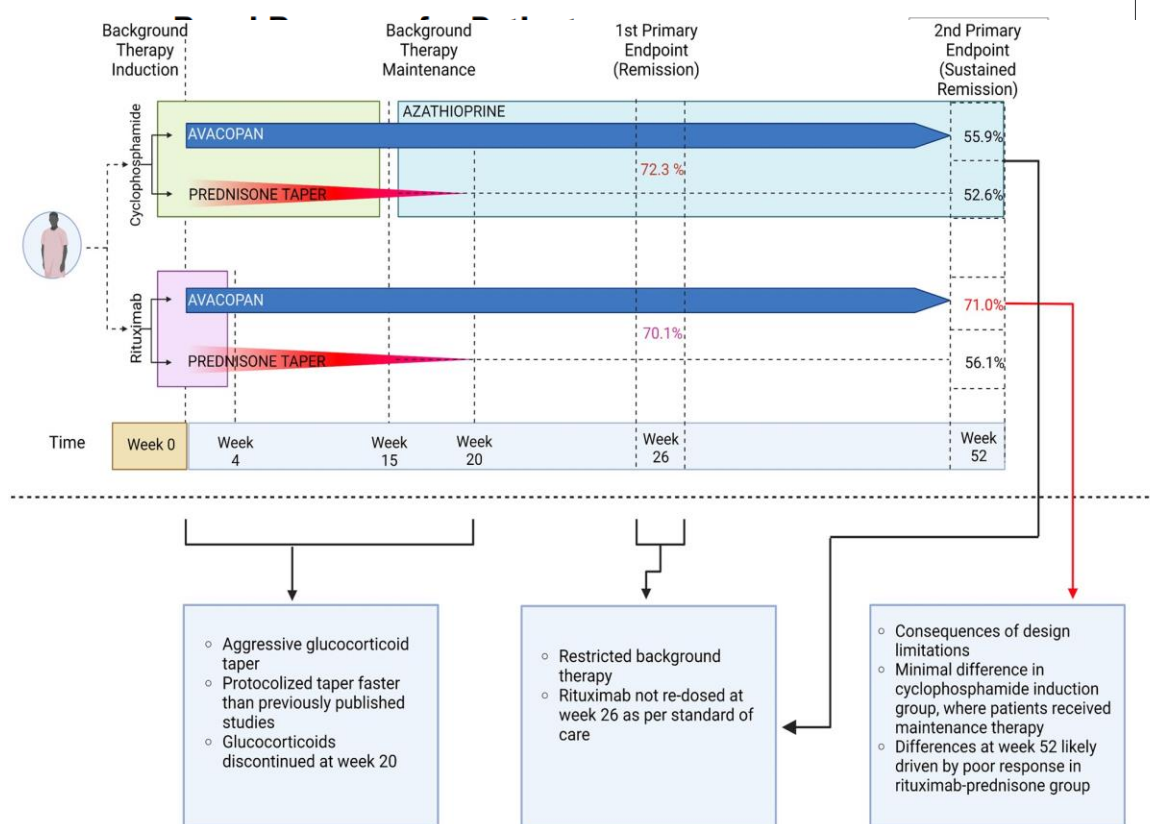 Background
Therapy
Induction
Background
Therapy
Maintenance
1st Primary
Endpoint
(Remission)
2nd Primary
Endpoint
(Sustained
Remission)
Cyclophosphamide
AZATHIOPRINE
AVACOPAN
55.9%
72.3 %
PREDNISONE TAPER
52.6%
Rituximab
AVACOPAN
71.0%
70.1%
PREDNISONE TAPER
56.1%
Time
Week 0
Week
4
Week
15
Week
20
Week
26
Week
52
○ Aggressive glucocorticoid
taper
○ Protocolized taper faster
than previously published
studies
○ Glucocorticoids
discontinued at week 20
○ Restricted background
therapy
○ Rituximab not re-dosed at
week 26 as per standard of
care
○ Consequences of design
limitations
○ Minimal difference in
cyclophosphamide induction
group, where patients received
maintenance therapy
○ Differences at week 52 likely
driven by poor response in
rituximab-prednisone group